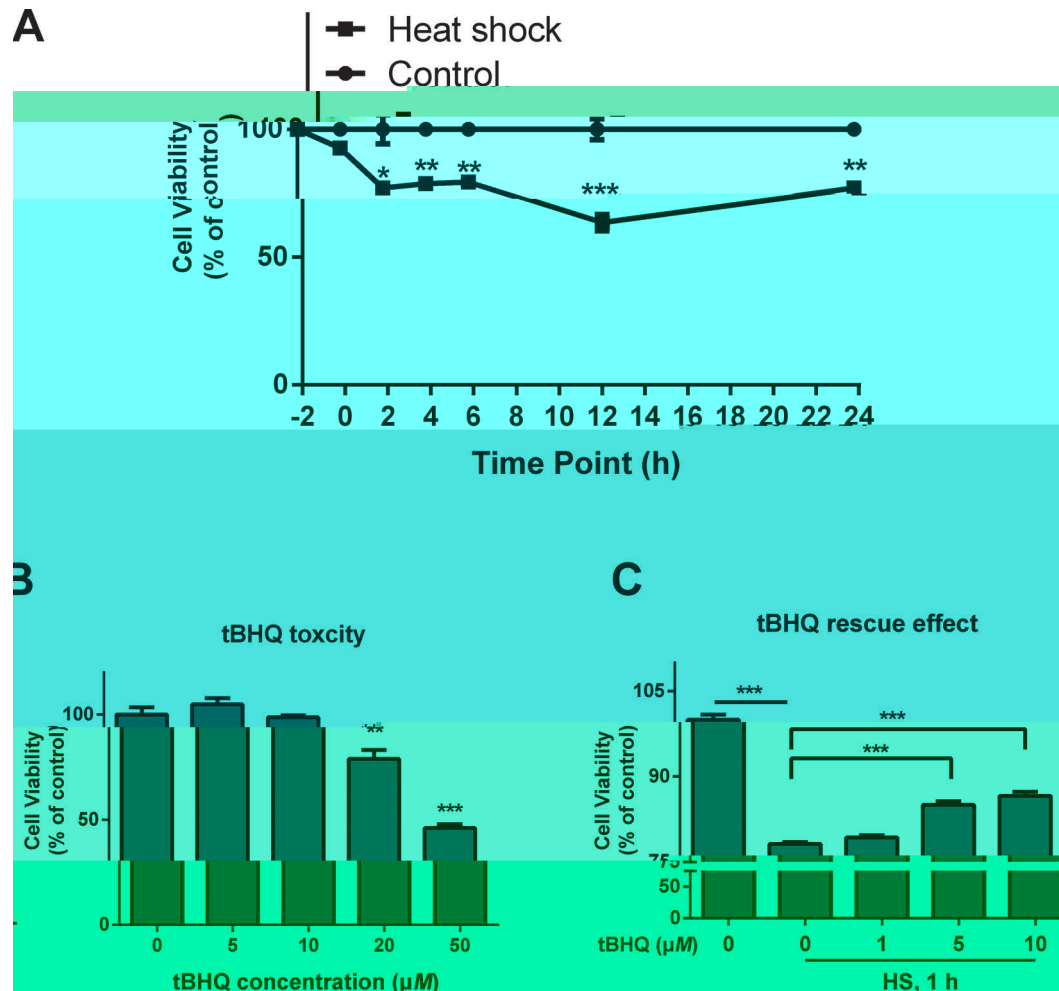 A
Heat shock
Control
Cell Viability
(% of control)
100
50
0
*
**
**
***
**
-2 0 2 4 6 8 10 12 14 16 18 20 22 24
Time Point (h)
B
tBHQ toxcity
Cell Viability
(% of control)
100
50
0
**
***
0 5 10 20 50
tBHQ concentration (µM)
C
tBHQ rescue effect
Cell Viability
(% of control)
105
90
75
75
50
0
***
***
***
tBHQ (µM) 0 0 1 5 10
HS, 1 h